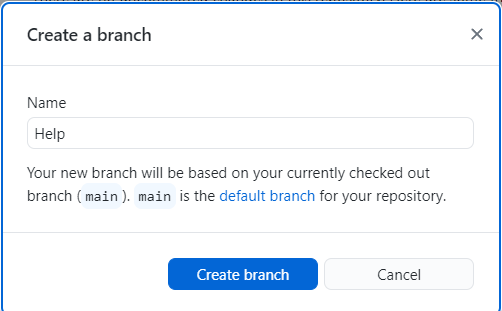 Create a branch
Name
Help
Your new branch will be based on your currently checked out
branch (main). main is the default branch for your repository.
Create branch
Cancel